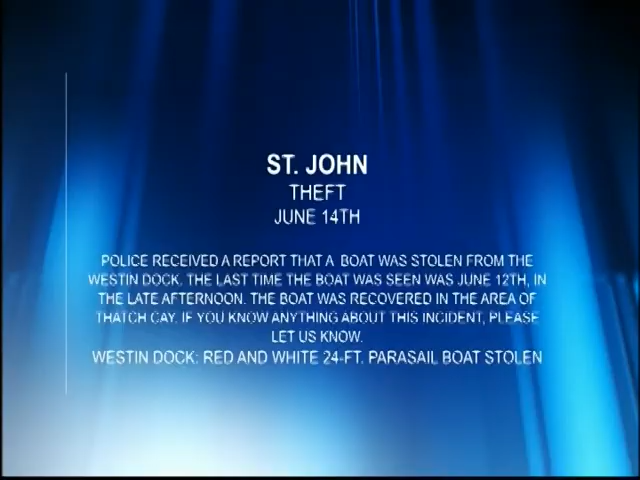 ST. JOHN
THEFT
JUNE 14TH
POLICE RECEIVED A REPORT THAT A BOAT WAS STOLEN FROM THE
WESTIN DOCK. THE LAST TIME THE BOAT WAS SEEN WAS JUNE 12TH, IN
THE LATE AFTERNOON. THE BOAT WAS RECOVERED IN THE AREA OF
THATCH CAY. IF YOU KNOW ANYTHING ABOUT THIS INCIDENT, PLEASE
LET US KNOW.
WESTIN DOCK: RED AND WHITE 24-FT. PARASAIL BOAT STOLEN